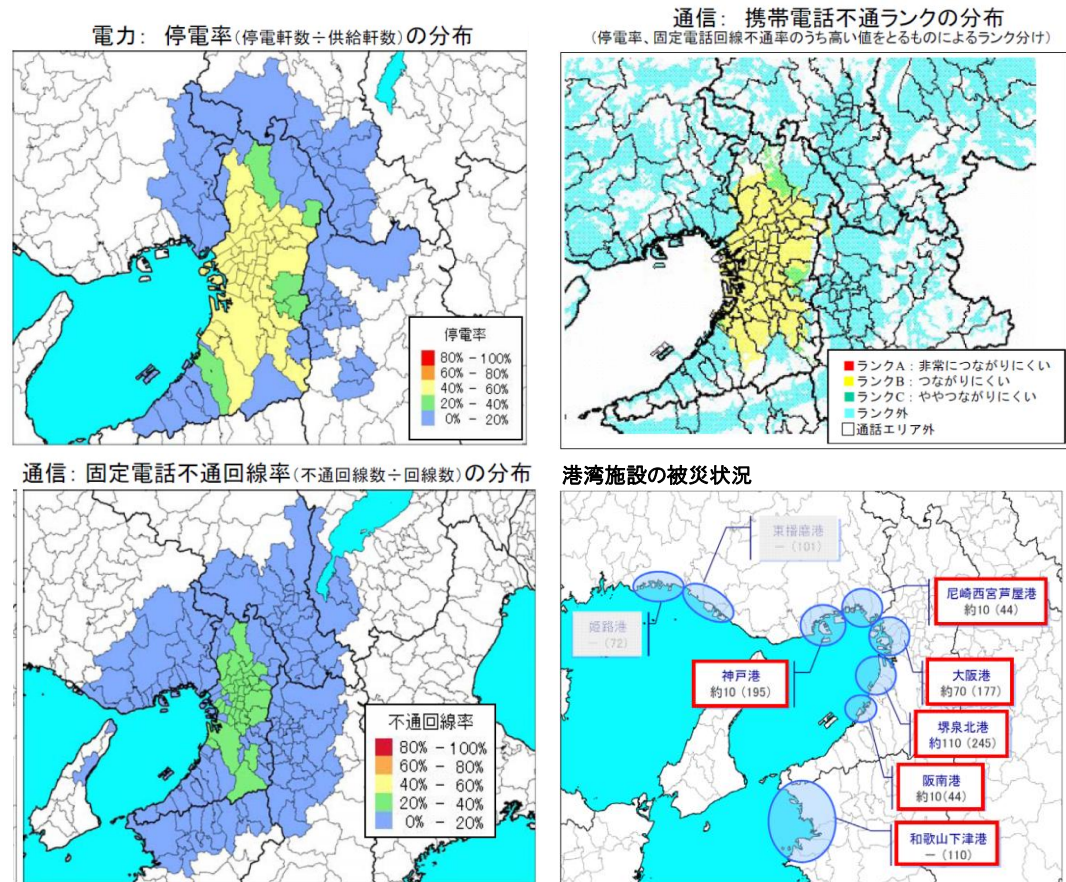 電力: 停電率(停電軒数÷供給軒数)の分布
停電率
80% - 100%
60% - 80%
40% - 60%
20% - 40%
0% - 20%
通信: 携帯電話不通ランクの分布
(停電率、固定電話回線不通率のうち高い値をとるものによるランク分け)
ランクA:非常につながりにくい
ランクB:つながりにくい
ランクC:ややつながりにくい
ランク外
通話エリア外
通信: 固定電話不通回線率(不通回線数÷回線数)の分布
不通回線率
80% - 100%
60% - 80%
40% - 60%
20% - 40%
0% - 20%
港湾施設の被災状況
東播磨港
-(101)
姫路港
-(72)
尼崎西宮芦屋港
約10(44)
神戸港
約10(195)
大阪港
約70(177)
堺泉北港
約110(245)
阪南港
約10(44)
和歌山下津港
-(110)